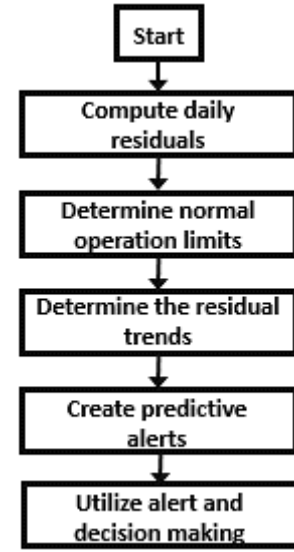 Start
Compute daily
residuals
Determine normal
operation limits
Determine the residual
trends
Create predictive
alerts
Utilize alert and
decision making